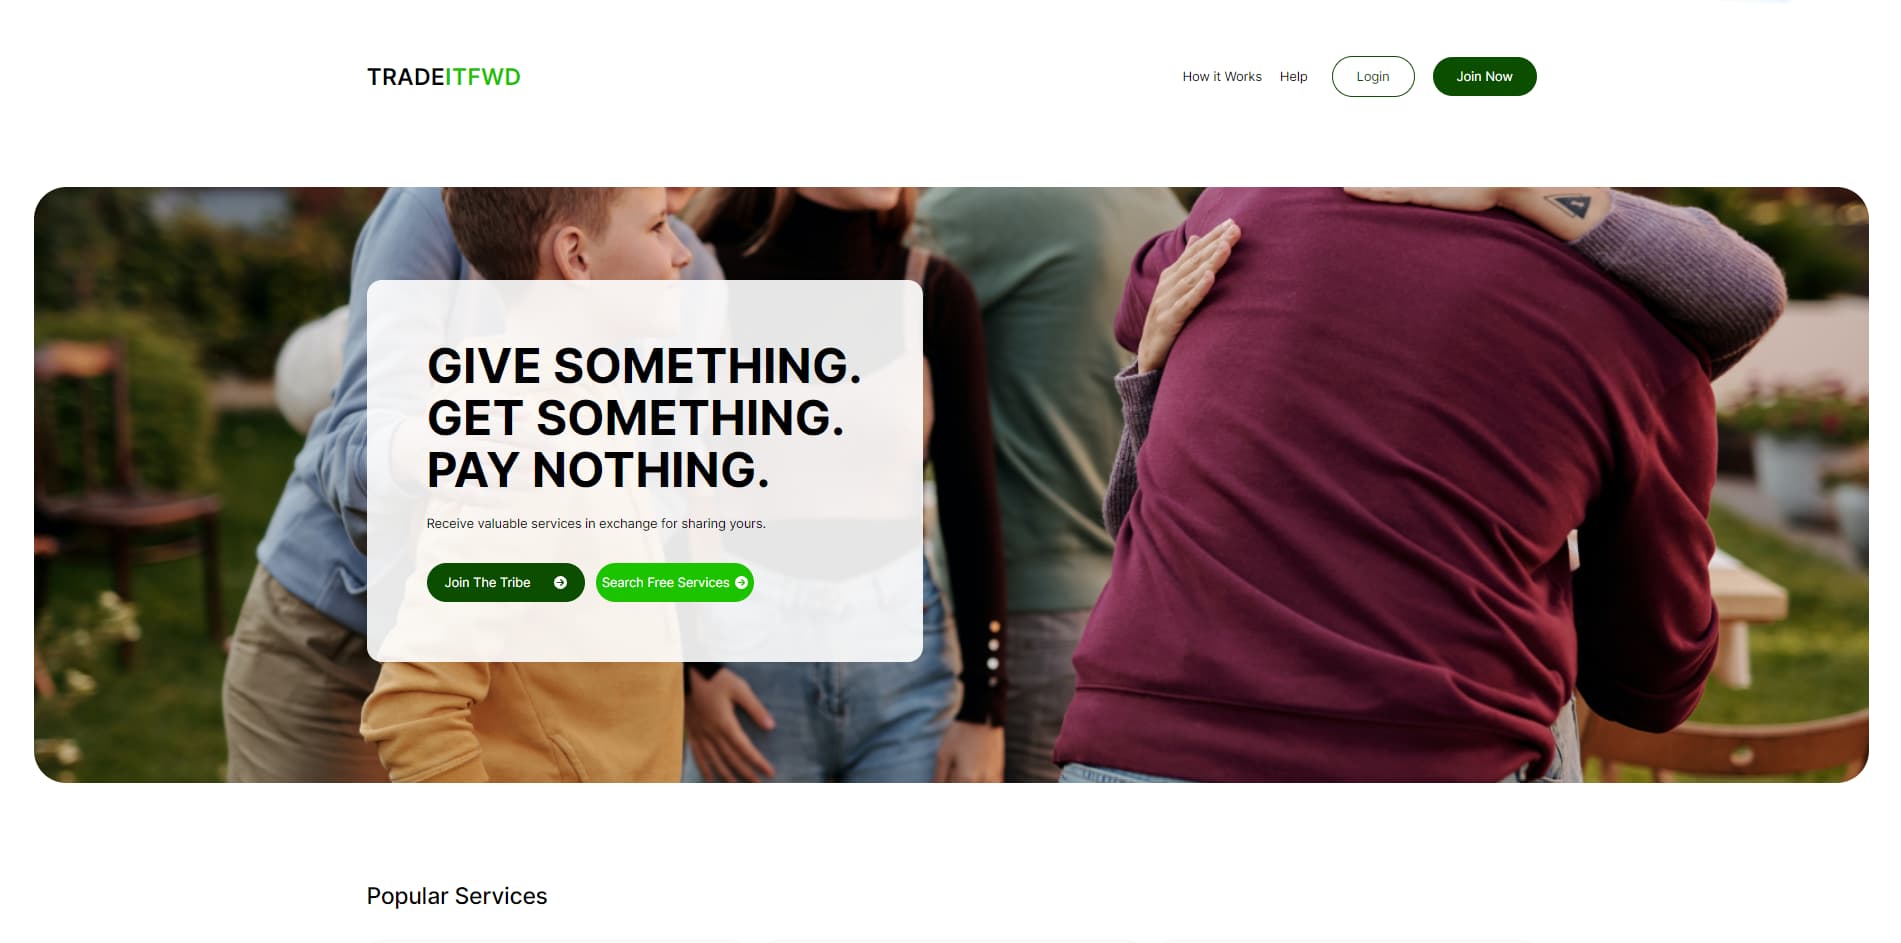 TRADEITFWD
How it Works
Help
Login
Join Now
GIVE SOMETHING.
GET SOMETHING.
PAY NOTHING.
Receive valuable services in exchange for sharing yours.
Join The Tribe
Search Free Services
Popular Services